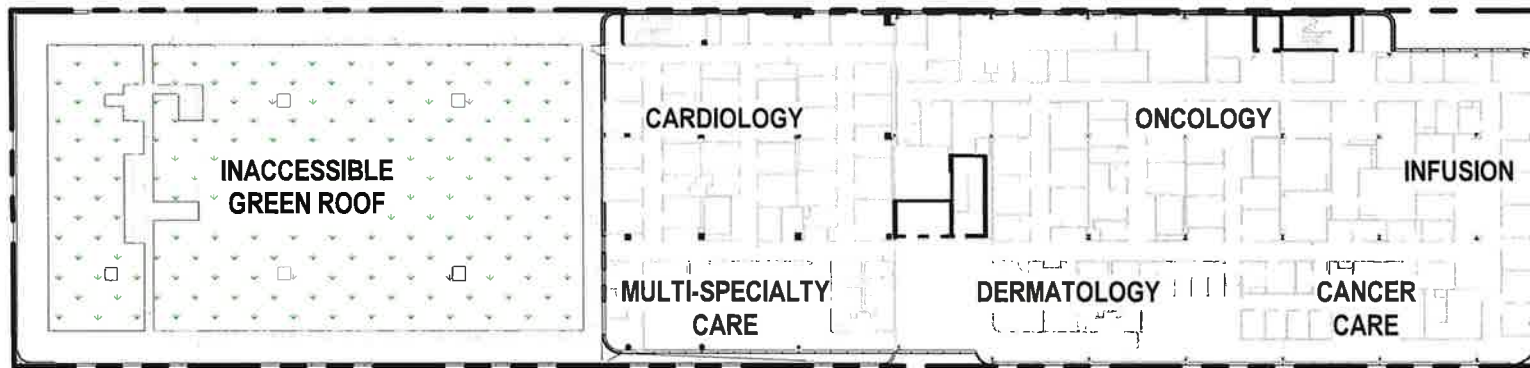 INACCESSIBLE
GREEN ROOF
CARDIOLOGY
ONCOLOGY
INFUSION
MULTI-SPECIALTY
CARE
DERMATOLOGY
CANCER
CARE